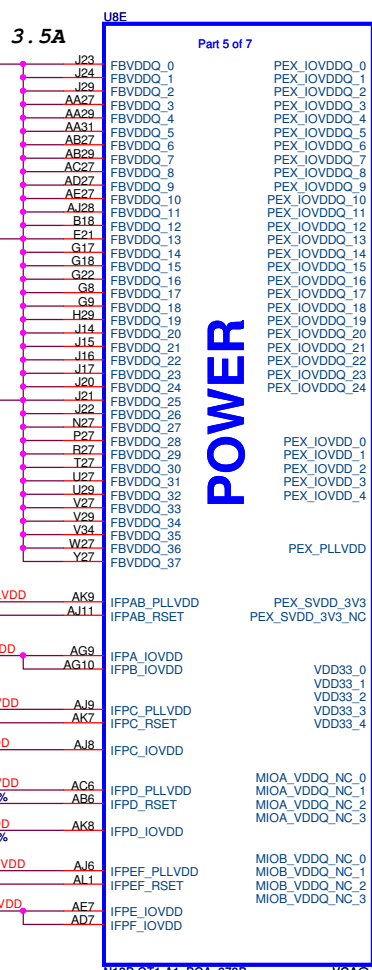 U8E
3.5A
Part 5 of 7
J23 FBVDDQ_0 PEX_IOVDDQ_0
J24 FBVDDQ_1 PEX_IOVDDQ_1
J29 FBVDDQ_2 PEX_IOVDDQ_2
AA27 FBVDDQ_3 PEX_IOVDDQ_3
AA29 FBVDDQ_4 PEX_IOVDDQ_4
AA31 FBVDDQ_5 PEX_IOVDDQ_5
AB27 FBVDDQ_6 PEX_IOVDDQ_6
AB29 FBVDDQ_7 PEX_IOVDDQ_7
AC27 FBVDDQ_8 PEX_IOVDDQ_8
AD27 FBVDDQ_9 PEX_IOVDDQ_9
AE27 FBVDDQ_10 PEX_IOVDDQ_10
AJ28 FBVDDQ_11 PEX_IOVDDQ_11
B18 FBVDDQ_12 PEX_IOVDDQ_12
E21 FBVDDQ_13 PEX_IOVDDQ_13
G17 FBVDDQ_14 PEX_IOVDDQ_14
G18 FBVDDQ_15 PEX_IOVDDQ_15
G22 FBVDDQ_16 PEX_IOVDDQ_16
G8 FBVDDQ_17 PEX_IOVDDQ_17
G9 FBVDDQ_18 PEX_IOVDDQ_18
H29 FBVDDQ_19 PEX_IOVDDQ_19
J14 FBVDDQ_20 PEX_IOVDDQ_20
J15 FBVDDQ_21 PEX_IOVDDQ_21
J16 FBVDDQ_22 PEX_IOVDDQ_22
J17 FBVDDQ_23 PEX_IOVDDQ_23
J20 FBVDDQ_24 PEX_IOVDDQ_24
J21 FBVDDQ_25
J22 FBVDDQ_26
N27 FBVDDQ_27
P27 FBVDDQ_28 PEX_IOVDD_0
R27 FBVDDQ_29 PEX_IOVDD_1
T27 FBVDDQ_30 PEX_IOVDD_2
U27 FBVDDQ_31 PEX_IOVDD_3
U29 FBVDDQ_32 PEX_IOVDD_4
V27 FBVDDQ_33
V29 FBVDDQ_34
V34 FBVDDQ_35
W27 FBVDDQ_36 PEX_PLLVDD
Y27 FBVDDQ_37
POWER
LVDD AK9 IFPAB_PLLVDD PEX_SVDD_3V3
AJ11 IFPAB_RSET PEX_SVDD_3V3_NC
DD AG9 IFPA_IOVDD
AG10 IFPB_IOVDD VDD33_0
VDD33_1
VDD33_2
VDD AJ9 IFPC_PLLVDD VDD33_3
AK7 IFPC_RSET VDD33_4
D AJ8 IFPC_IOVDD
MIOA_VDDQ_NC_0
VDD AC6 IFPD_PLLVDD MIOA_VDDQ_NC_1
% AB6 IFPD_RSET MIOA_VDDQ_NC_2
MIOA_VDDQ_NC_3
D AK8 IFPD_IOVDD
%
MIOB_VDDQ_NC_0
VDD AJ6 IFPEF_PLLVDD MIOB_VDDQ_NC_1
AL1 IFPEF_RSET MIOB_VDDQ_NC_2
MIOB_VDDQ_NC_3
VDD AE7 IFPE_IOVDD
AD7 IFPF_IOVDD